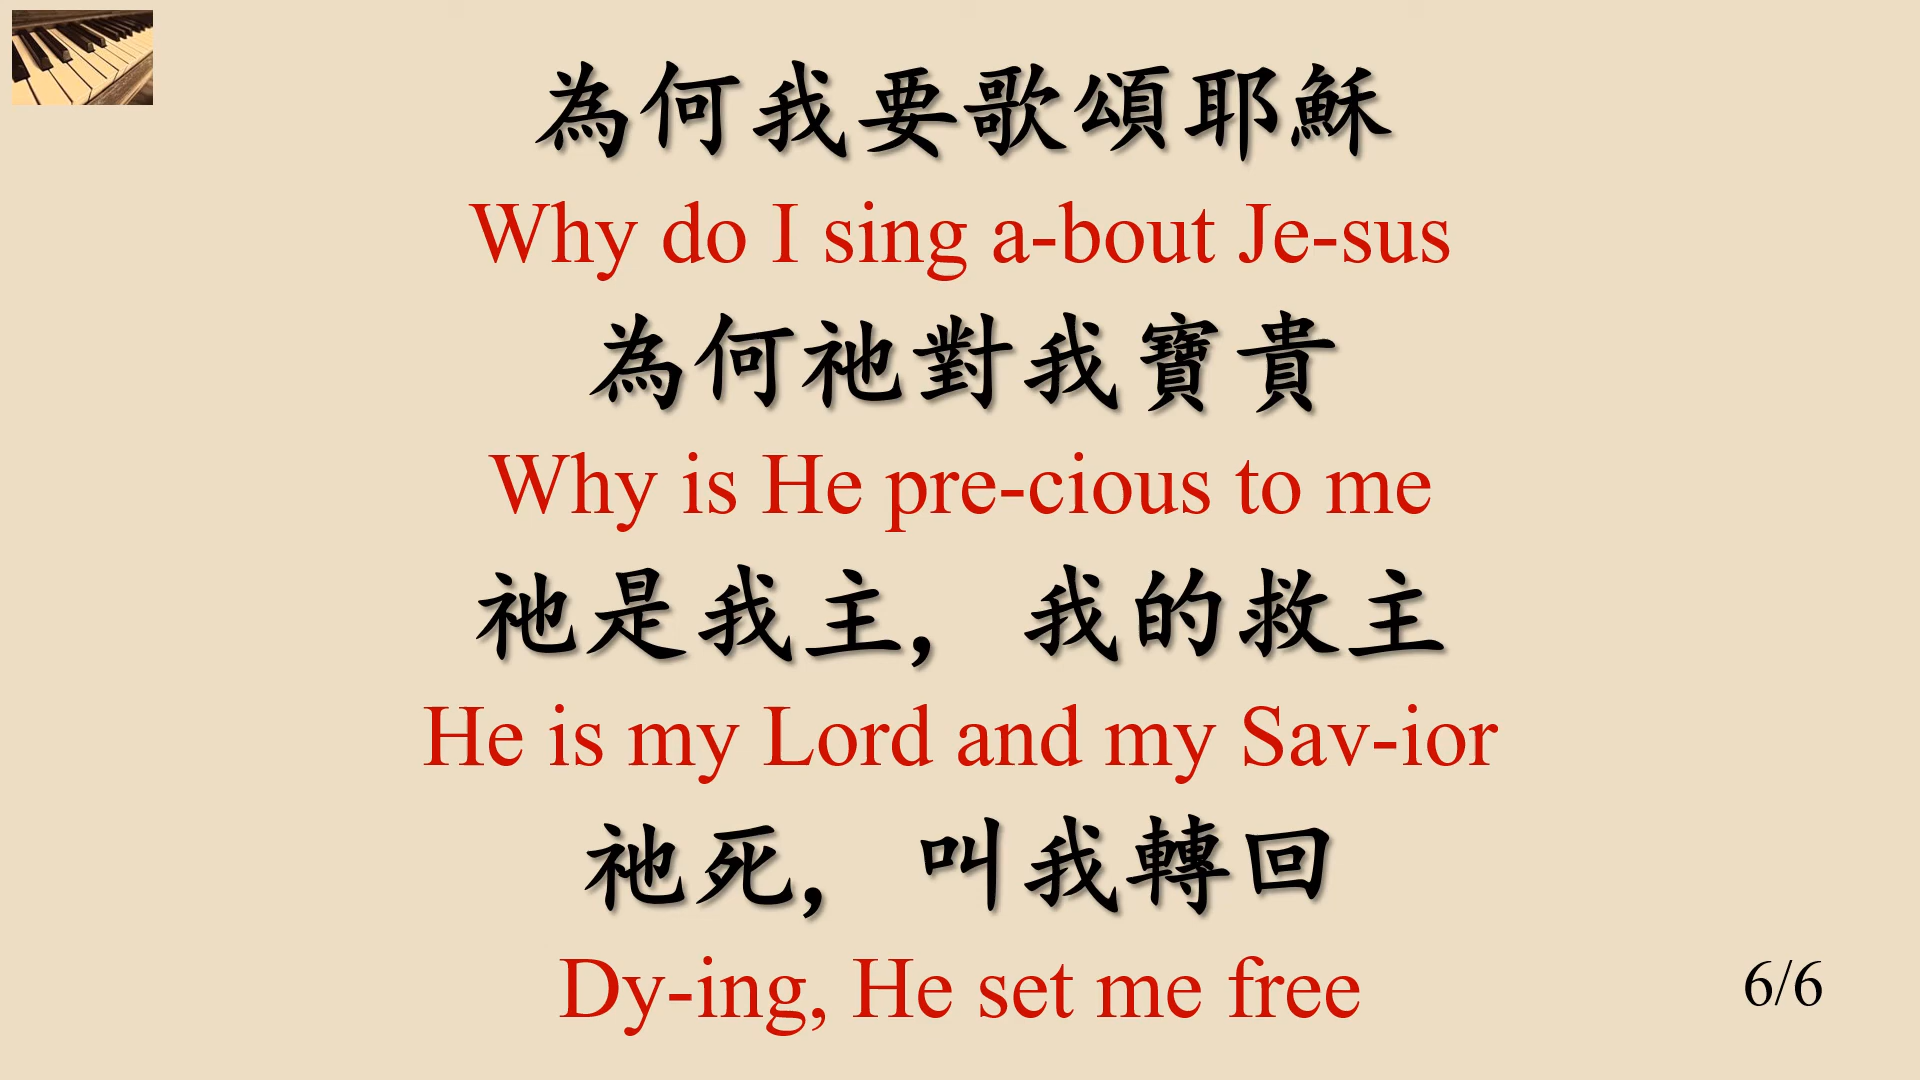 為何我要歌頌耶穌
Why do I sing a-bout Je-sus
為何祂對我寶貴
Why is He pre-cious to me
祂是我主, 我的救主
He is my Lord and my Sav-ior
祂死, 叫我轉回
Dy-ing, He set me free
6/6